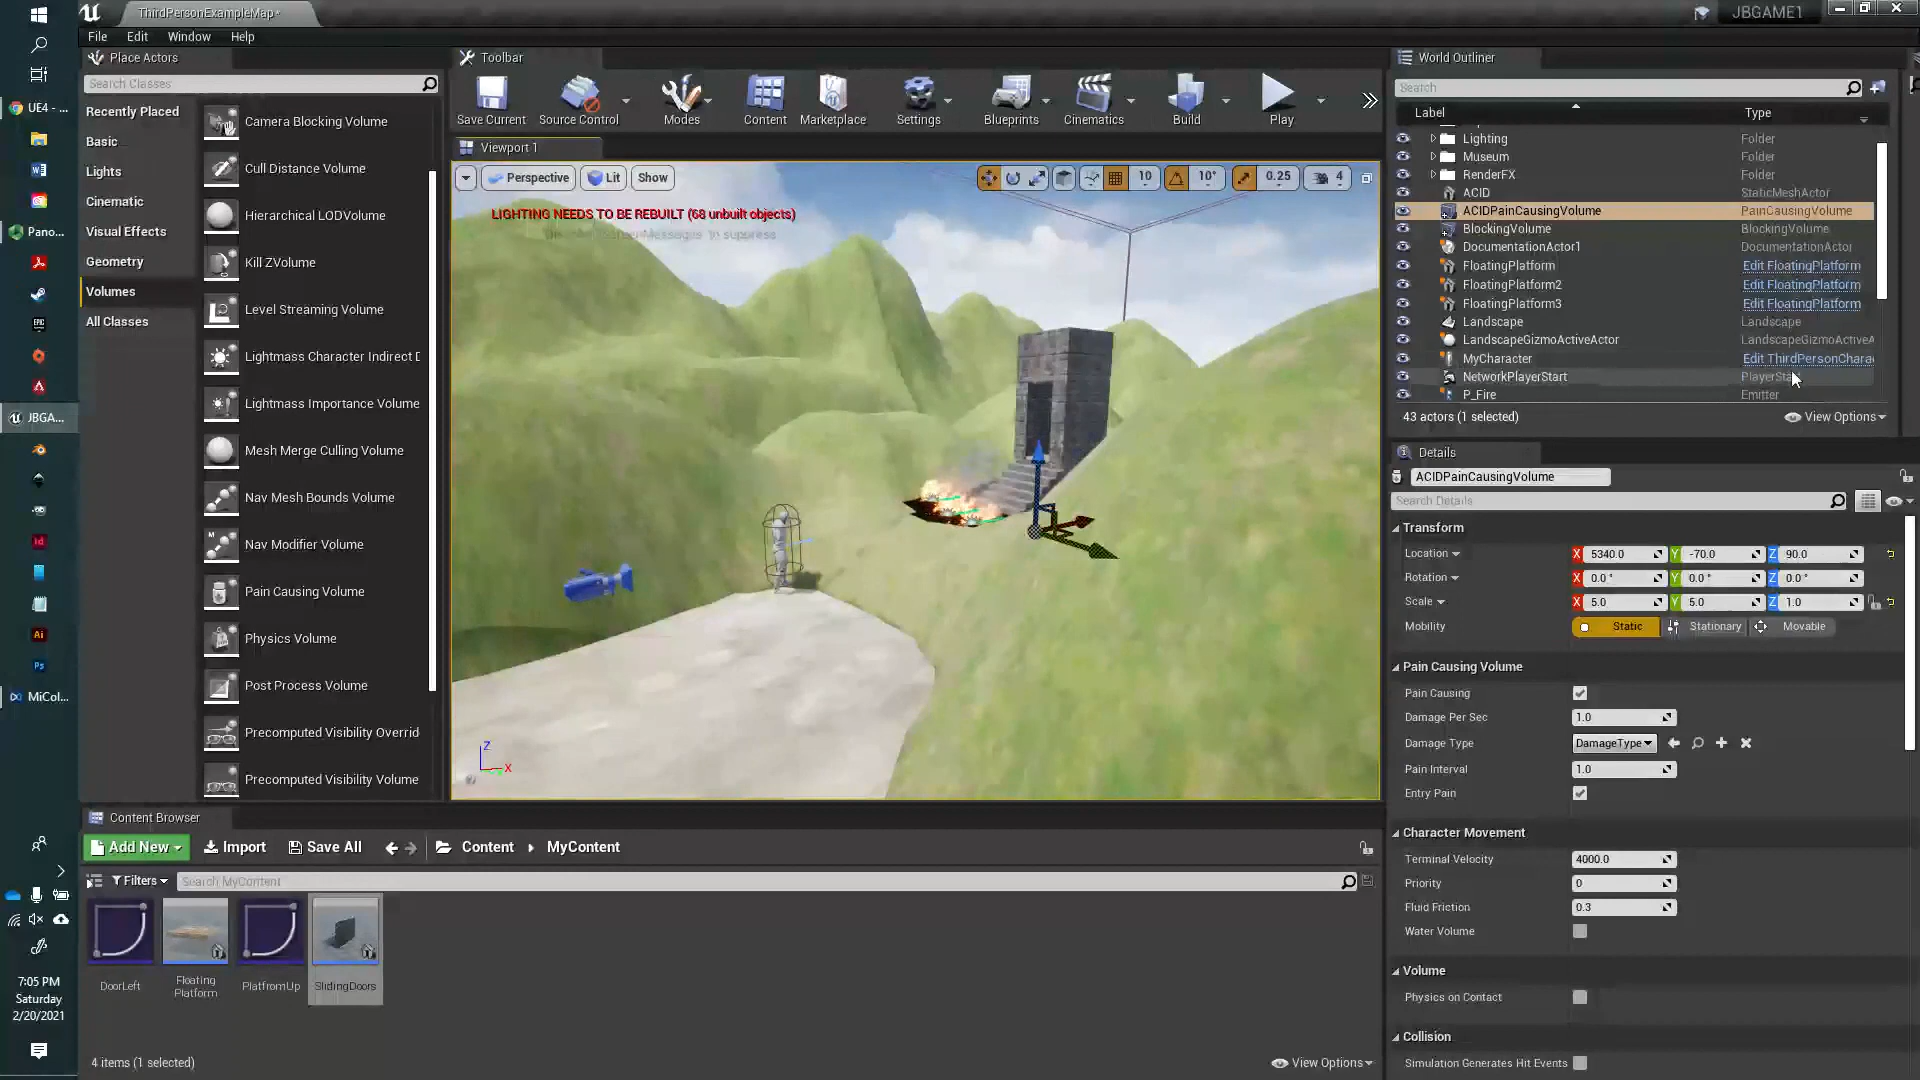 ThirdPersonExampleMap*
JBGAME1
File Edit Window Help
Place Actors
Search Classes
Recently Placed
Basic
Lights
Cinematic
Visual Effects
Geometry
Volumes
All Classes
Camera Blocking Volume
Cull Distance Volume
Hierarchical LODVolume
Kill ZVolume
Level Streaming Volume
Lightmass Character Indirect D
Lightmass Importance Volume
Mesh Merge Culling Volume
Nav Mesh Bounds Volume
Nav Modifier Volume
Pain Causing Volume
Physics Volume
Post Process Volume
Precomputed Visibility Overrid
Precomputed Visibility Volume
Toolbar
Save Current Source Control Modes Content Marketplace Settings Blueprints Cinematics Build Play
Viewport 1
Perspective Lit Show 10 10° 0.25 4
LIGHTING NEEDS TO BE REBUILT (68 unbuilt objects)
to suppress
Z
X
World Outliner
Search
Label Type
Lighting Folder
Museum Folder
RenderFX Folder
ACID StaticMeshActor
ACIDPainCausingVolume PainCausingVolume
BlockingVolume BlockingVolume
DocumentationActor1 DocumentationActor
FloatingPlatform Edit FloatingPlatform
FloatingPlatform2 Edit FloatingPlatform
FloatingPlatform3 Edit FloatingPlatform
Landscape Landscape
LandscapeGizmoActiveActor LandscapeGizmoActiveA
MyCharacter Edit ThirdPersonChara
NetworkPlayerStart PlayerSta
P_Fire Emitter
43 actors (1 selected) View Options
Details
ACIDPainCausingVolume
Search Details
Transform
Location X 5340.0 Y -70.0 Z 90.0
Rotation X 0.0 ° Y 0.0 ° Z 0.0 °
Scale X 5.0 Y 5.0 Z 1.0
Mobility Static Stationary Movable
Pain Causing Volume
Pain Causing
Damage Per Sec 1.0
Damage Type DamageType
Pain Interval 1.0
Entry Pain
Character Movement
Terminal Velocity 4000.0
Priority 0
Fluid Friction 0.3
Water Volume
Volume
Physics on Contact
Collision
Simulation Generates Hit Events
Content Browser
Add New Import Save All Content MyContent
Filters Search MyContent
DoorLeft
Floating
Platform
PlatfromUp
SlidingDoors
4 items (1 selected) View Options
UE4 - ...
Pano...
EPIC
JBGA...
Id
Ai
Ps
MiCol...
7:05 PM
Saturday
2/20/2021